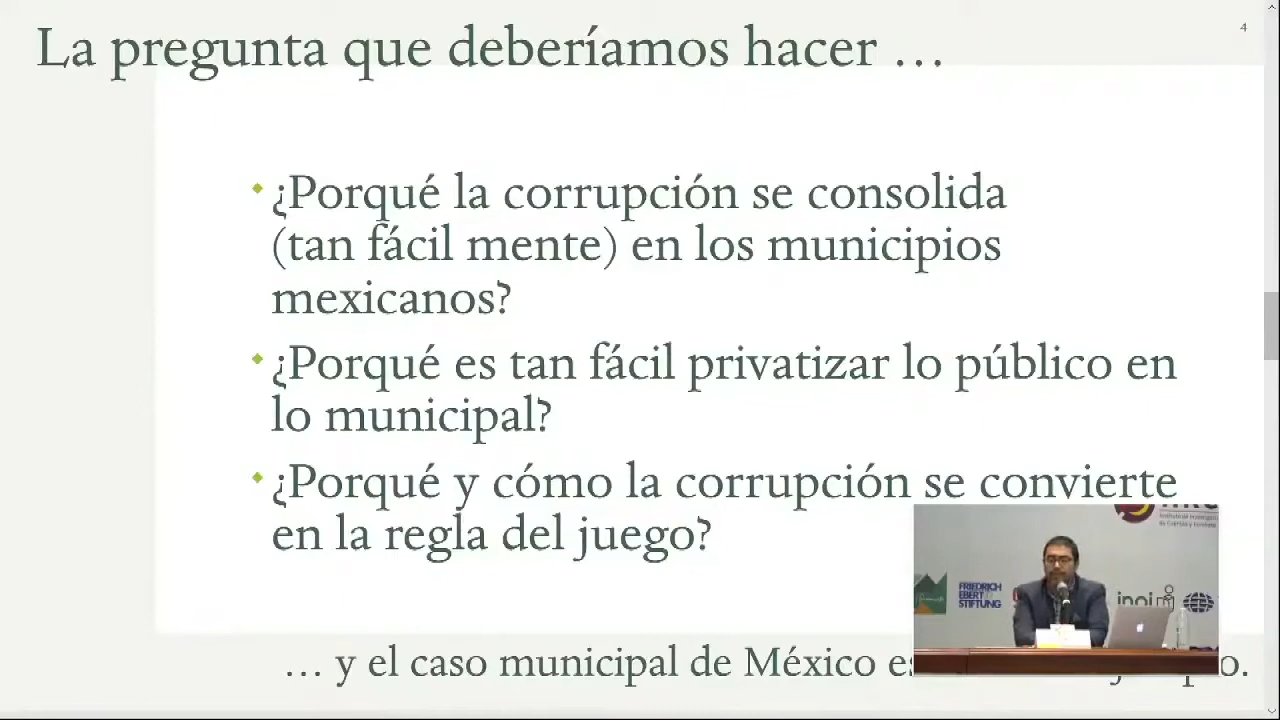 La pregunta que deberíamos hacer …
4
¿Porqué la corrupción se consolida
(tan fácil mente) en los municipios
mexicanos?
¿Porqué es tan fácil privatizar lo público en
lo municipal?
¿Porqué y cómo la corrupción se convierte
en la regla del juego?
… y el caso municipal de México
FRIEDRICH
EBERT
STIFTUNG